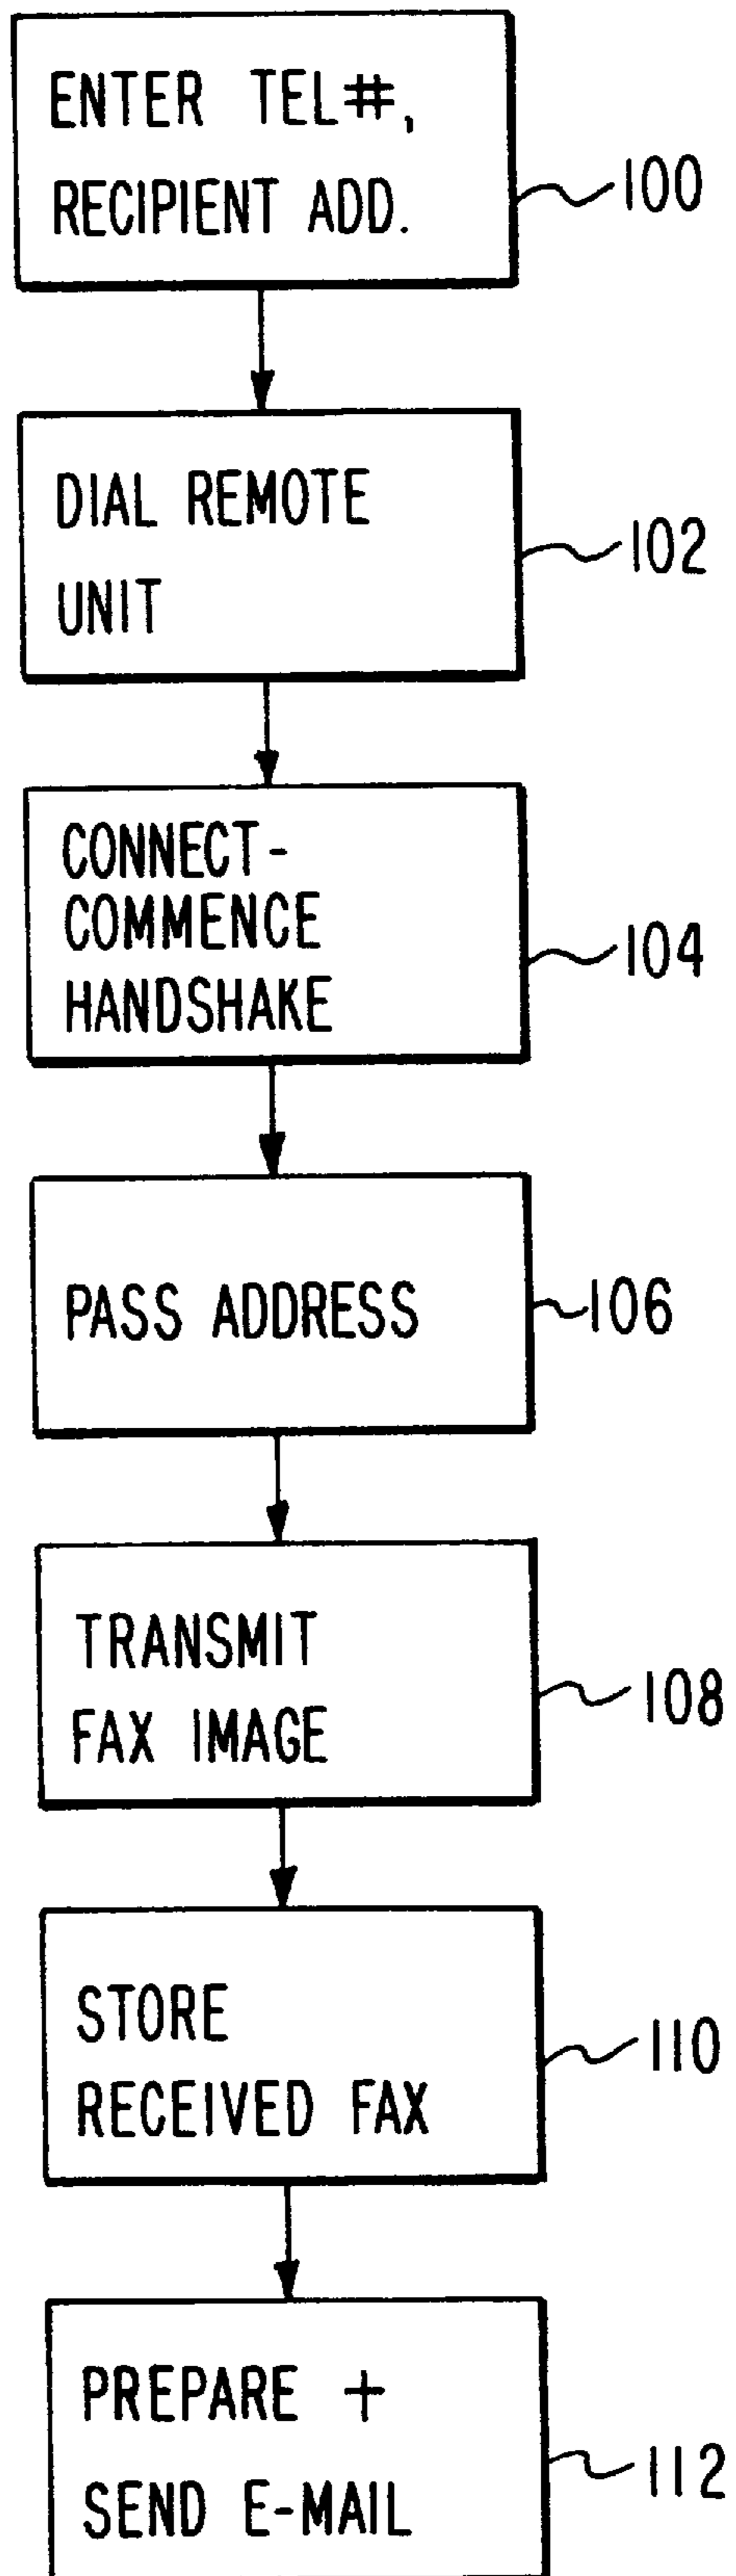 ENTER TEL#,
RECIPIENT ADD.
100
DIAL REMOTE
UNIT
102
CONNECT-
COMMENCE
HANDSHAKE
104
PASS ADDRESS
106
TRANSMIT
FAX IMAGE
108
STORE
RECEIVED FAX
110
PREPARE +
SEND E-MAIL
112